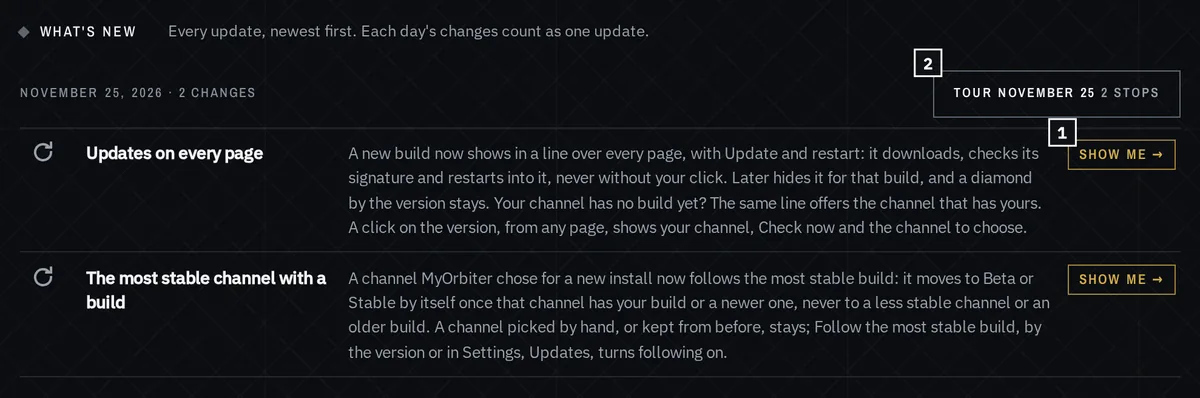 WHAT'S NEW Every update, newest first. Each day's changes count as one update.
2
NOVEMBER 25, 2026 · 2 CHANGES
TOUR NOVEMBER 25 2 STOPS
1
Updates on every page
A new build now shows in a line over every page, with Update and restart: it downloads, checks its
signature and restarts into it, never without your click. Later hides it for that build, and a diamond
by the version stays. Your channel has no build yet? The same line offers the channel that has yours.
A click on the version, from any page, shows your channel, Check now and the channel to choose.
SHOW ME →
The most stable channel with a
build
A channel MyOrbiter chose for a new install now follows the most stable build: it moves to Beta or
Stable by itself once that channel has your build or a newer one, never to a less stable channel or an
older build. A channel picked by hand, or kept from before, stays; Follow the most stable build, by
the version or in Settings, Updates, turns following on.
SHOW ME →